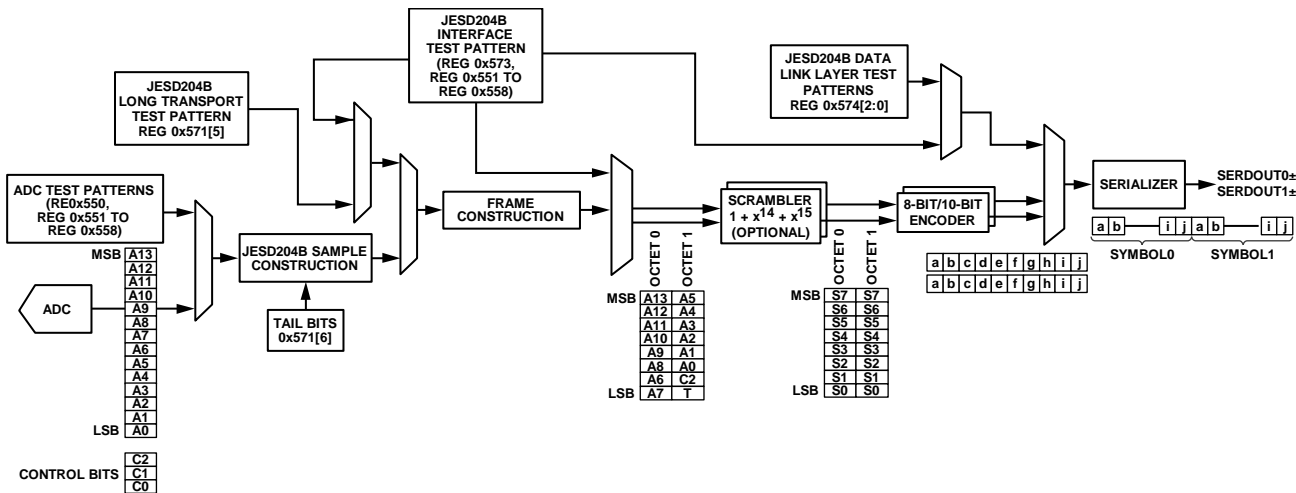 JESD204B
INTERFACE
TEST PATTERN
(REG 0x573,
REG 0x551 TO
REG 0x558)
JESD204B
LONG TRANSPORT
TEST PATTERN
REG 0x571[5]
JESD204B DATA
LINK LAYER TEST
PATTERNS
REG 0x574[2:0]
ADC TEST PATTERNS
(RE0x550,
REG 0x551 TO
REG 0x558)
JESD204B SAMPLE
CONSTRUCTION
TAIL BITS
0x571[6]
FRAME
CONSTRUCTION
SCRAMBLER
1 + x14 + x15
(OPTIONAL)
8-BIT/10-BIT
ENCODER
SERIALIZER
SERDOUT0±
SERDOUT1±
a b i j a b i j
SYMBOL0 SYMBOL1
a b c d e f g h i j
a b c d e f g h i j
ADC
MSB A13
A12
A11
A10
A9
A8
A7
A6
A5
A4
A3
A2
A1
LSB A0
CONTROL BITS
C2
C1
C0
OCTET 0 OCTET 1
MSB A13 A5
A12 A4
A11 A3
A10 A2
A9 A1
A8 A0
A6 C2
LSB A7 T
OCTET 0 OCTET 1
MSB S7 S7
S6 S6
S5 S5
S4 S4
S3 S3
S2 S2
S1 S1
LSB S0 S0